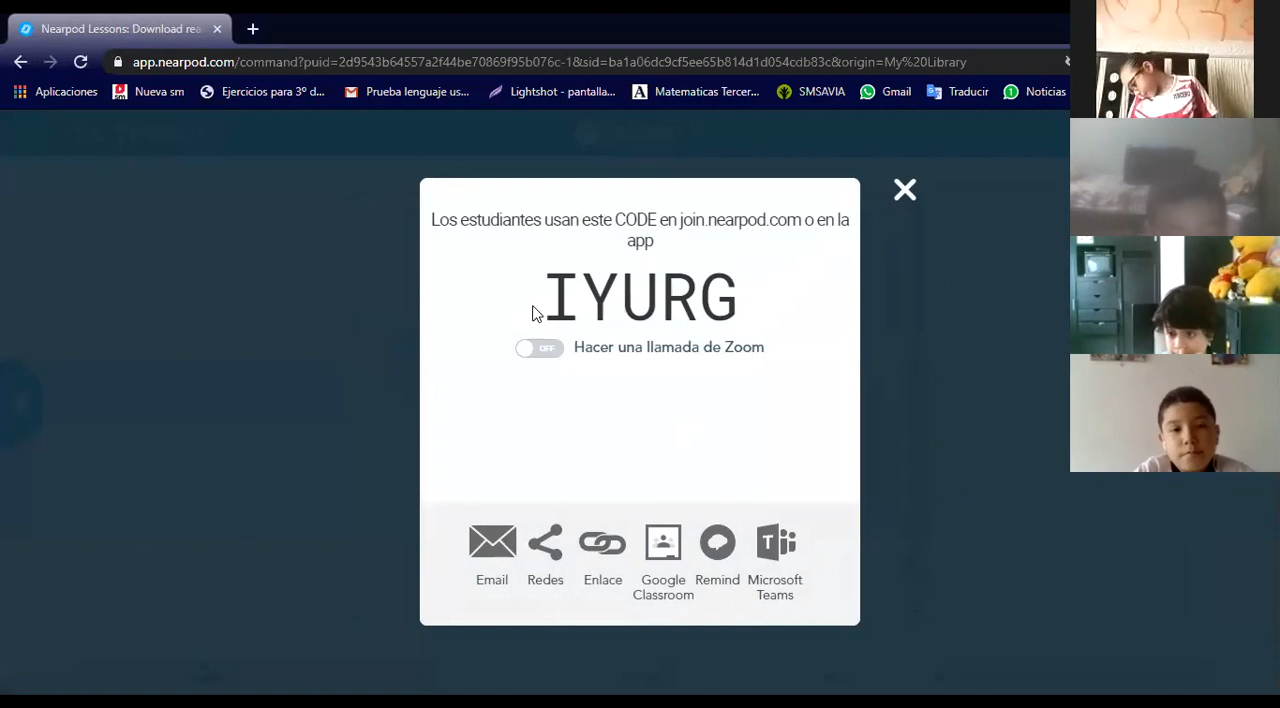 Nearpod Lessons: Download rea
app.nearpod.com/command?puid=2d9543b64557a2f44be70869f95b076c-1&sid=ba1a06dc9cf5ee65b814d1d054cdb83c&origin=My%20Library
Aplicaciones Nueva sm Ejercicios para 3º d... Prueba lenguaje us... Lightshot - pantalla... Matematicas Tercer... SMSAVIA Gmail Traducir Noticias
Los estudiantes usan este CODE en join.nearpod.com o en la
app
IYURG
OFF Hacer una llamada de Zoom
Email Redes Enlace Google Classroom Remind Microsoft Teams